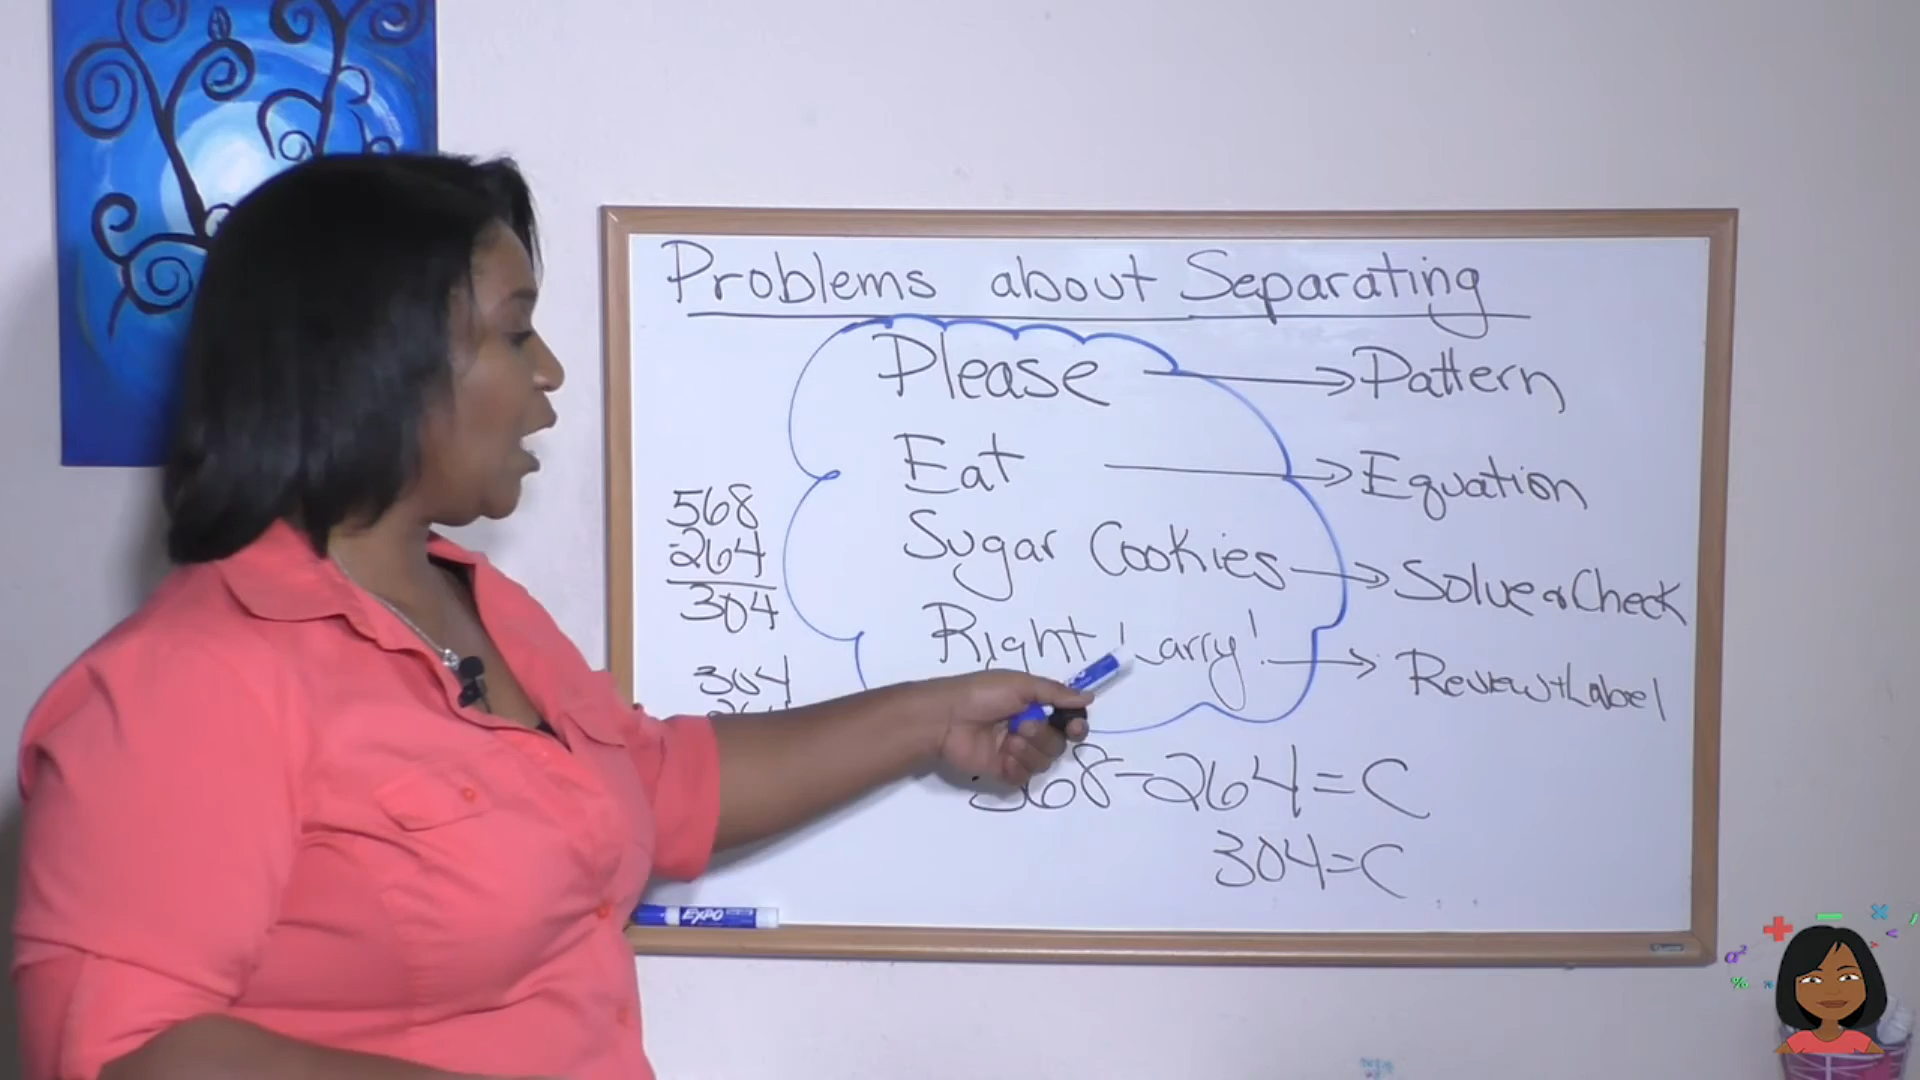 Problems about Separating
Please → Pattern
Eat → Equation
Sugar Cookies → Solve & Check
Right Larry! → Review + Label
568
-264
304
304
568-264=C
304=C
EXPO